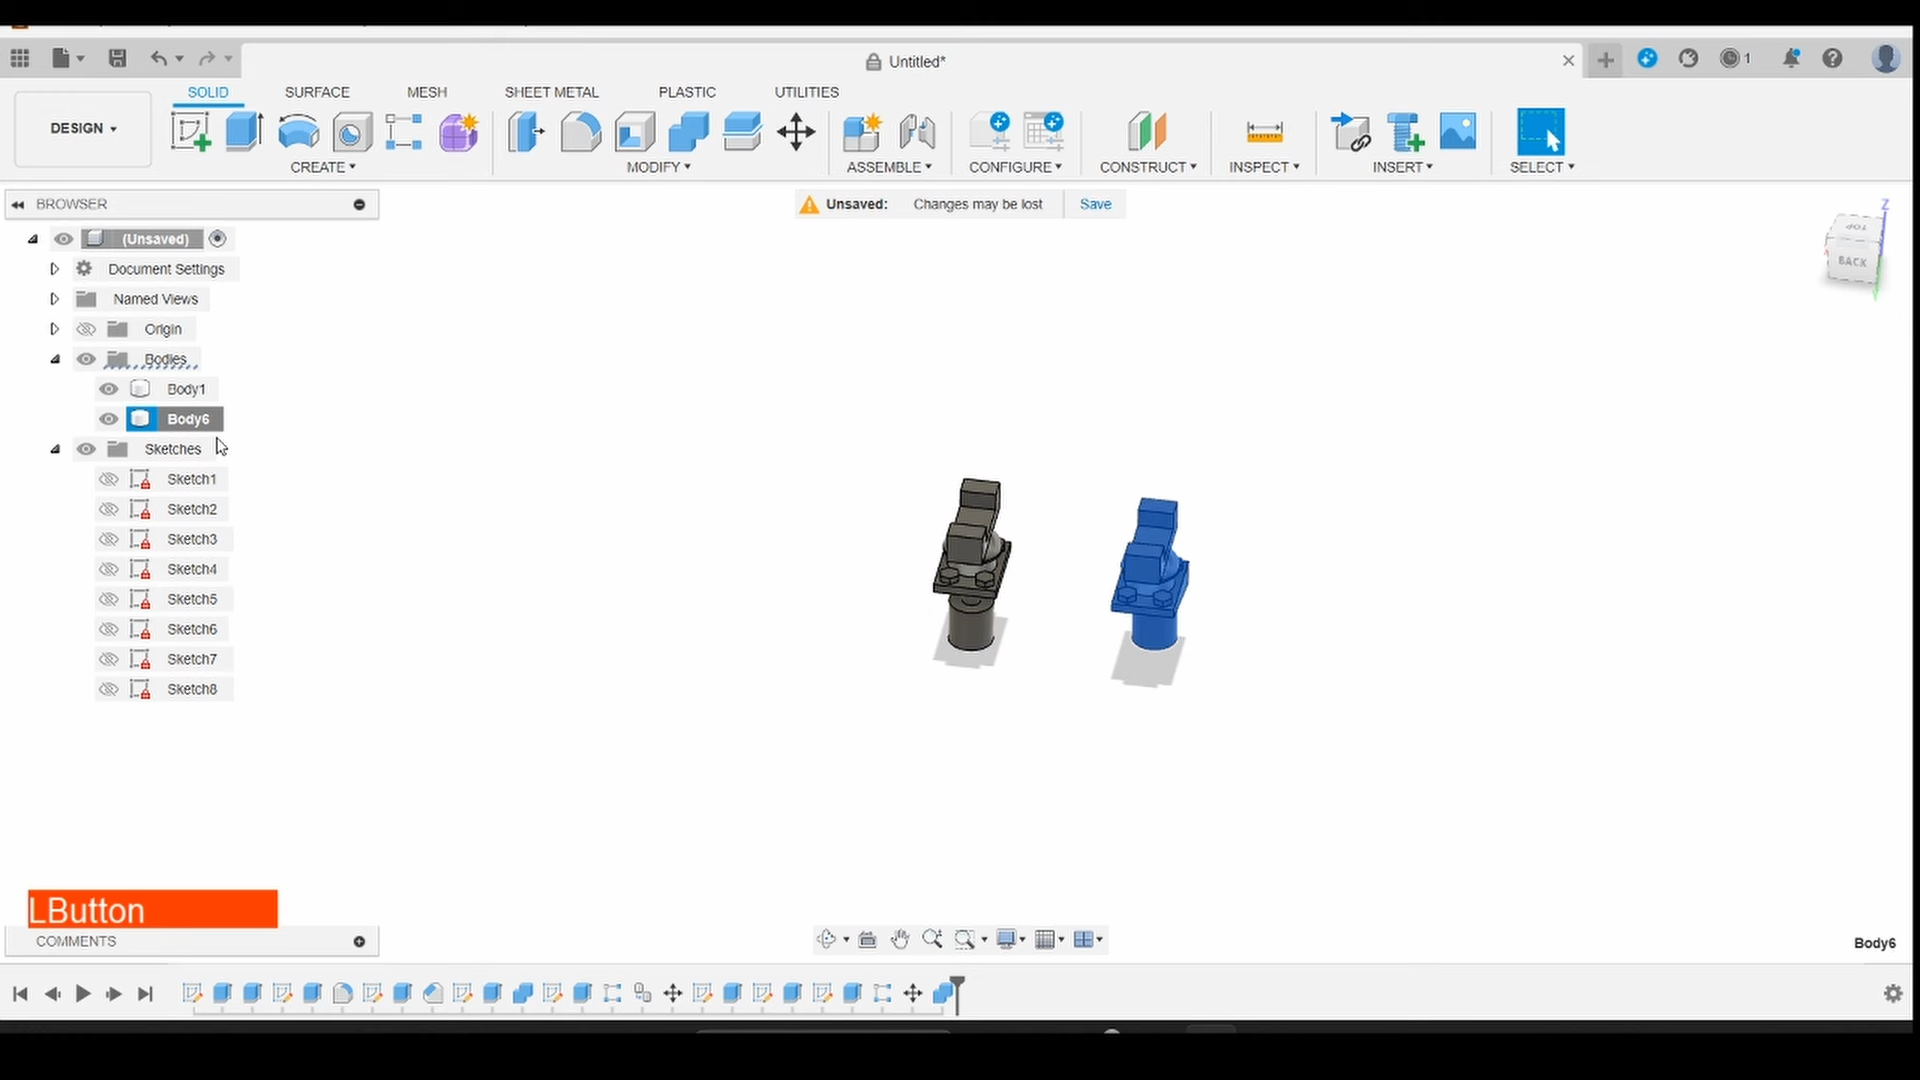 Untitled*
1
DESIGN
SOLID
SURFACE
MESH
SHEET METAL
PLASTIC
UTILITIES
CREATE
MODIFY
ASSEMBLE
CONFIGURE
CONSTRUCT
INSPECT
INSERT
SELECT
BROWSER
Unsaved: Changes may be lost Save
(Unsaved)
Document Settings
Named Views
Origin
Bodies
Body1
Body6
Sketches
Sketch1
Sketch2
Sketch3
Sketch4
Sketch5
Sketch6
Sketch7
Sketch8
Z
TOP
BACK
LButton
COMMENTS
Body6